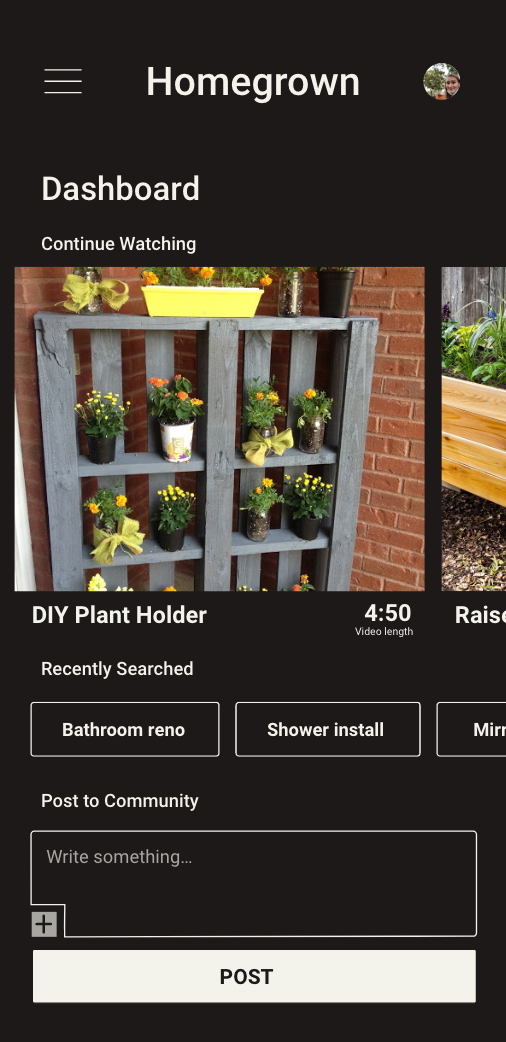 Homegrown
Dashboard
Continue Watching
DIY Plant Holder
4:50
Video length
Raise
Recently Searched
Bathroom reno
Shower install
Mirr
Post to Community
Write something...
POST